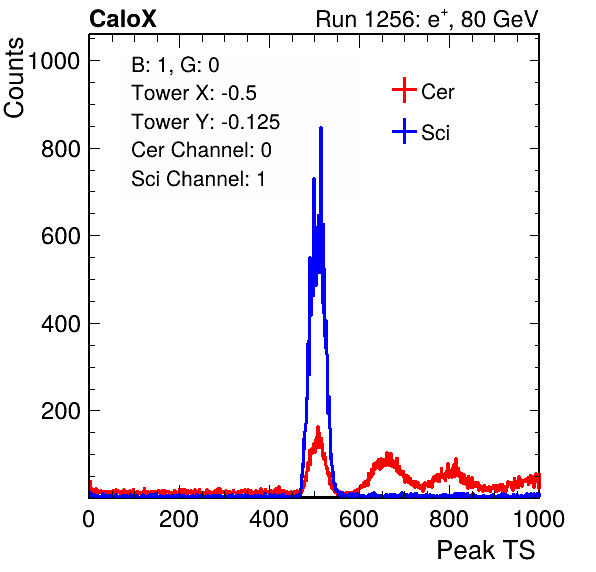 CaloX Run 1256: e⁺, 80 GeV
Counts
B: 1, G: 0
Tower X: -0.5
Tower Y: -0.125
Cer Channel: 0
Sci Channel: 1
Cer
Sci
1000
800
600
400
200
0 200 400 600 800 1000
Peak TS